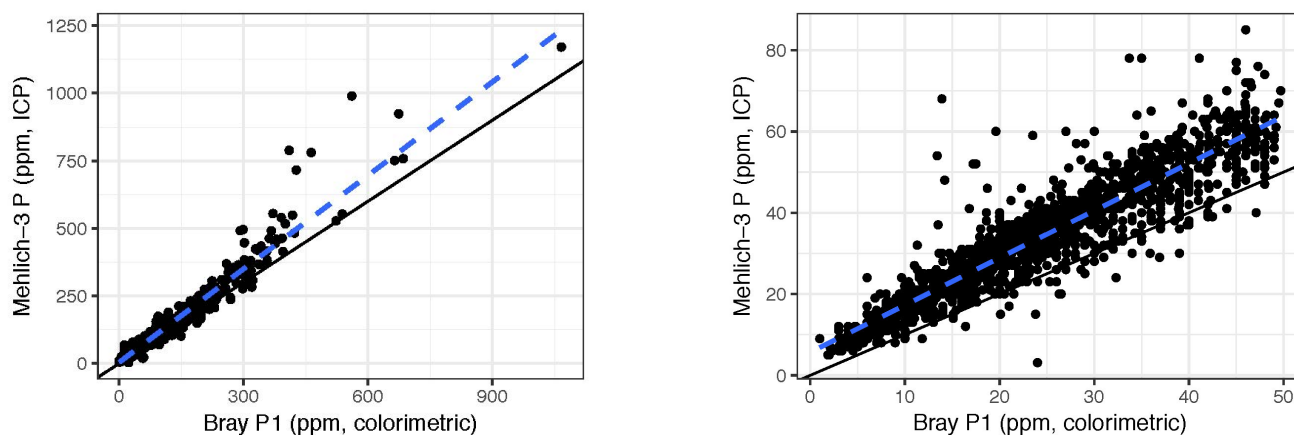 1250
1000
750
500
250
0
0 300 600 900
Mehlich−3 P (ppm, ICP)
Bray P1 (ppm, colorimetric)
80
60
40
20
0
0 10 20 30 40 50
Mehlich−3 P (ppm, ICP)
Bray P1 (ppm, colorimetric)